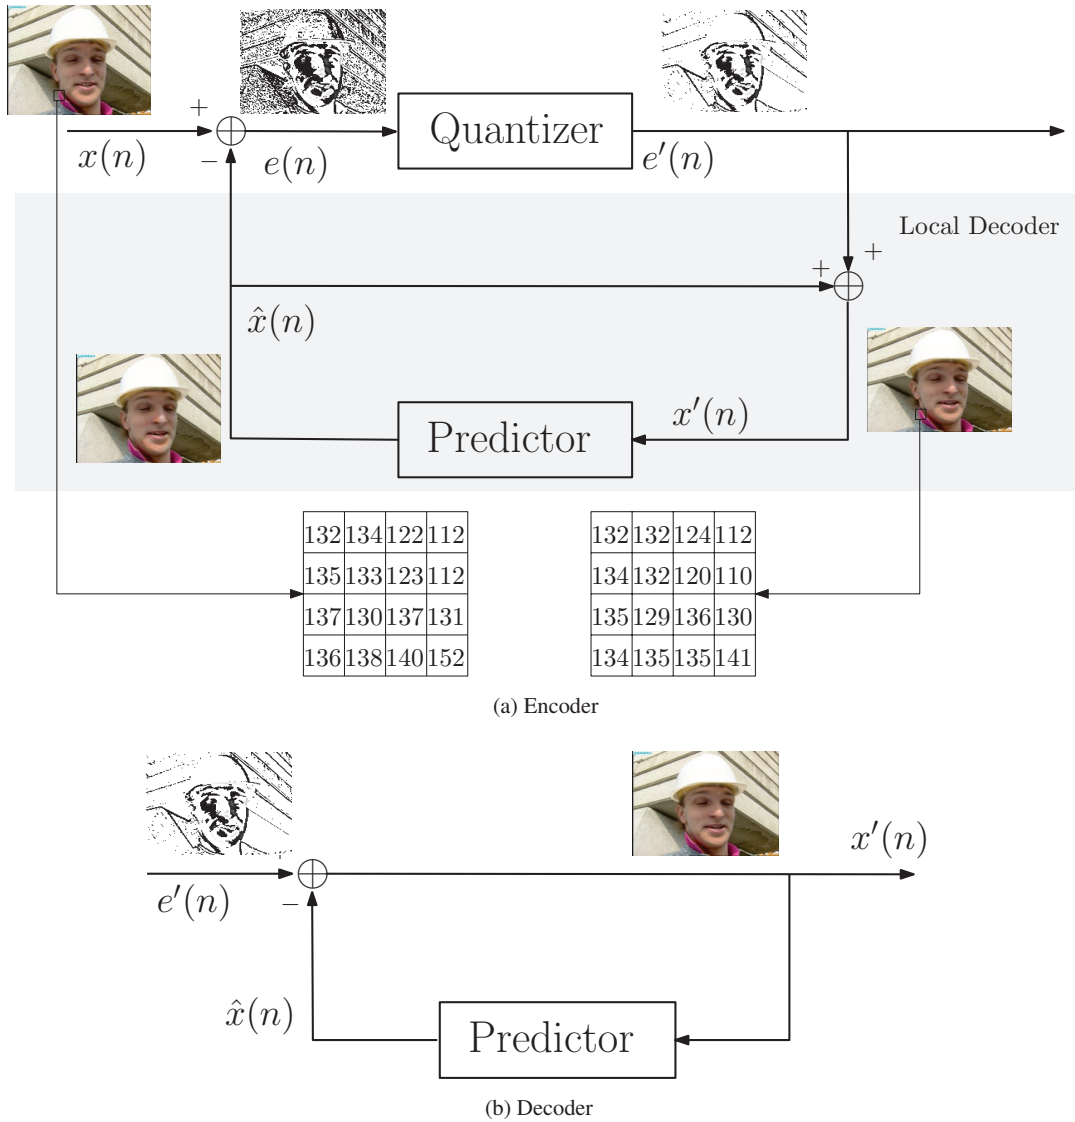 +
x(n)
−
e(n)
Quantizer
e′(n)
Local Decoder
+
+
x̂(n)
Predictor
x′(n)
132 134 122 112
135 133 123 112
137 130 137 131
136 138 140 152
132 132 124 112
134 132 120 110
135 129 136 130
134 135 135 141
(a) Encoder
e′(n)
−
x′(n)
x̂(n)
Predictor
(b) Decoder